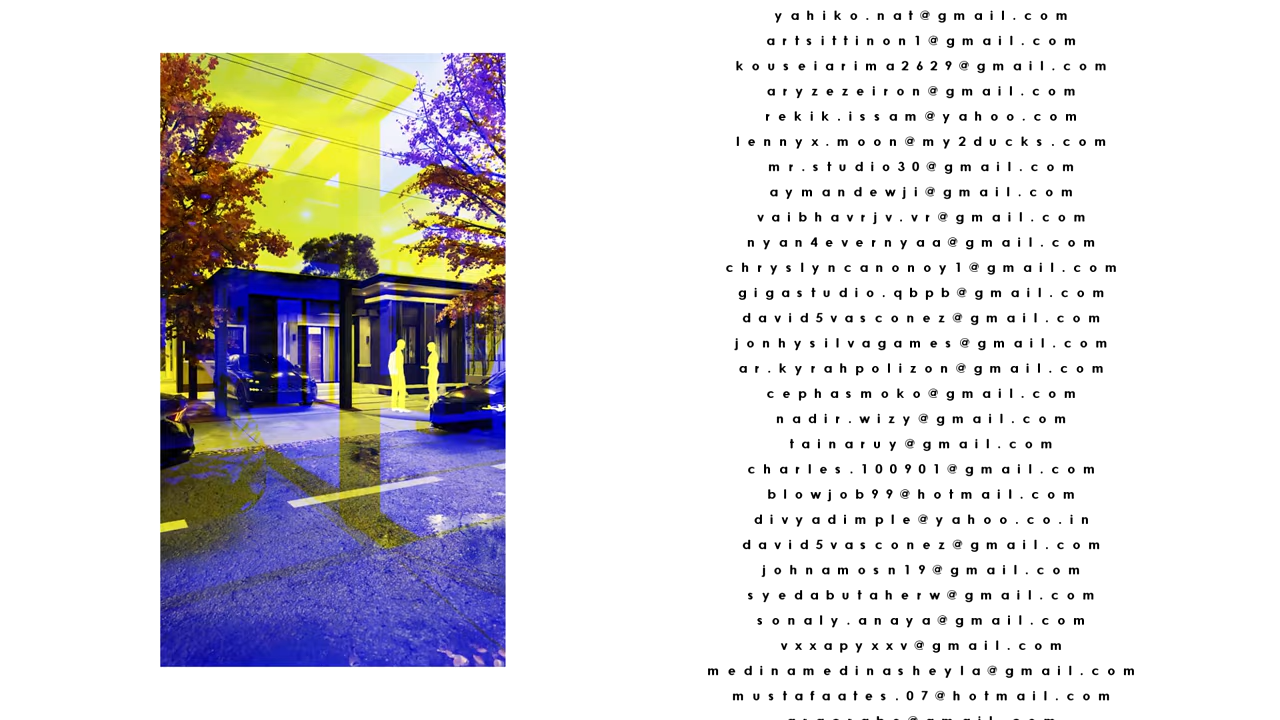 yahiko.nat@gmail.com
artsittinon1@gmail.com
kouseiarima2629@gmail.com
aryzezeiron@gmail.com
rekik.issam@yahoo.com
lennyx.moon@my2ducks.com
mr.studio30@gmail.com
aymandewji@gmail.com
vaibhavrjv.vr@gmail.com
nyan4evernyaa@gmail.com
chryslyncanonoy1@gmail.com
gigastudio.qbpb@gmail.com
david5vasconez@gmail.com
jonhysilvagames@gmail.com
ar.kyrahpolizon@gmail.com
cephasmoko@gmail.com
nadir.wizy@gmail.com
tainaruy@gmail.com
charles.100901@gmail.com
blowjob99@hotmail.com
divyadimple@yahoo.co.in
david5vasconez@gmail.com
johnamosn19@gmail.com
syedabutaherw@gmail.com
sonaly.anaya@gmail.com
vxxapyxxv@gmail.com
medinamedinasheyla@gmail.com
mustafaates.07@hotmail.com